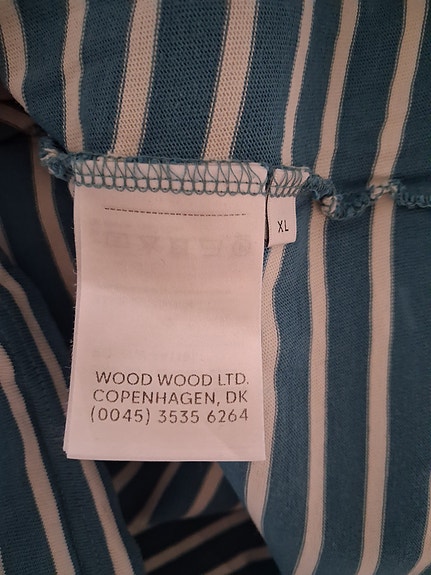 XL
WOOD WOOD LTD.
COPENHAGEN, DK
(0045) 3535 6264